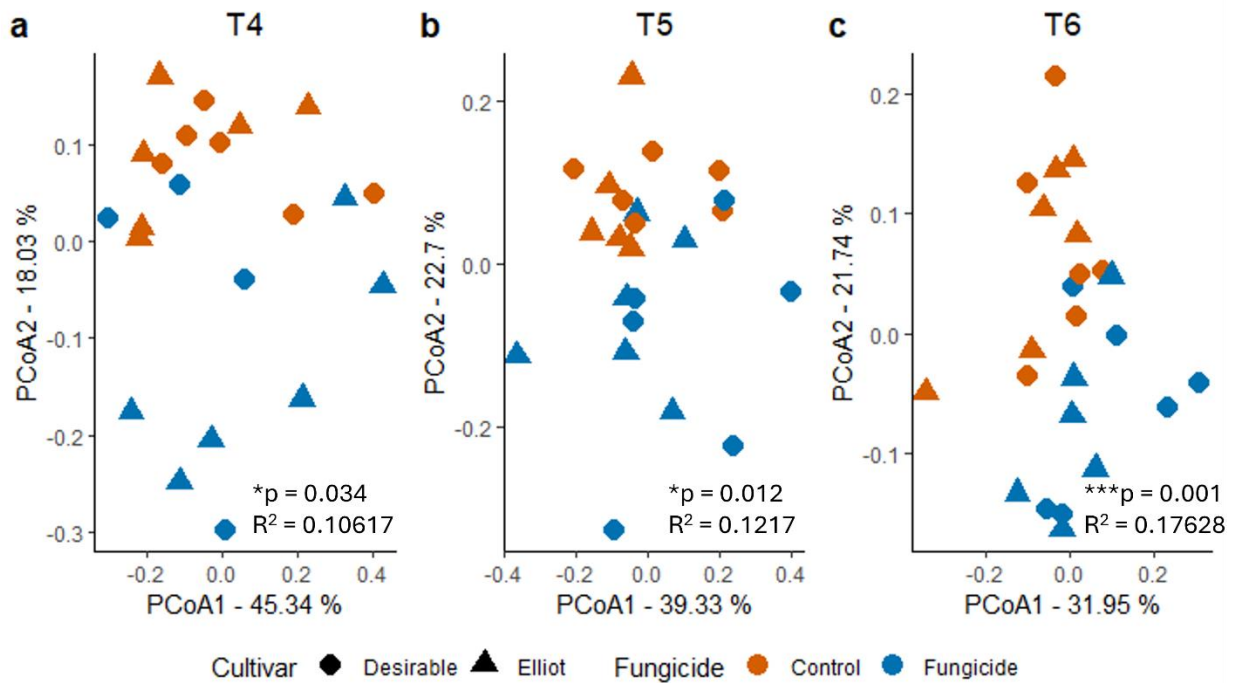 a T4
0.1
0.0
-0.1
-0.2
-0.3
PCoA2 - 18.03 %
*p = 0.034
R² = 0.10617
-0.2 0.0 0.2 0.4
PCoA1 - 45.34 %
b T5
0.2
0.0
-0.2
PCoA2 - 22.7 %
*p = 0.012
R² = 0.1217
-0.4 -0.2 0.0 0.2 0.4
PCoA1 - 39.33 %
c T6
0.2
0.1
0.0
-0.1
PCoA2 - 21.74 %
***p = 0.001
R² = 0.17628
-0.2 0.0 0.2
PCoA1 - 31.95 %
Cultivar Desirable Elliot Fungicide Control Fungicide